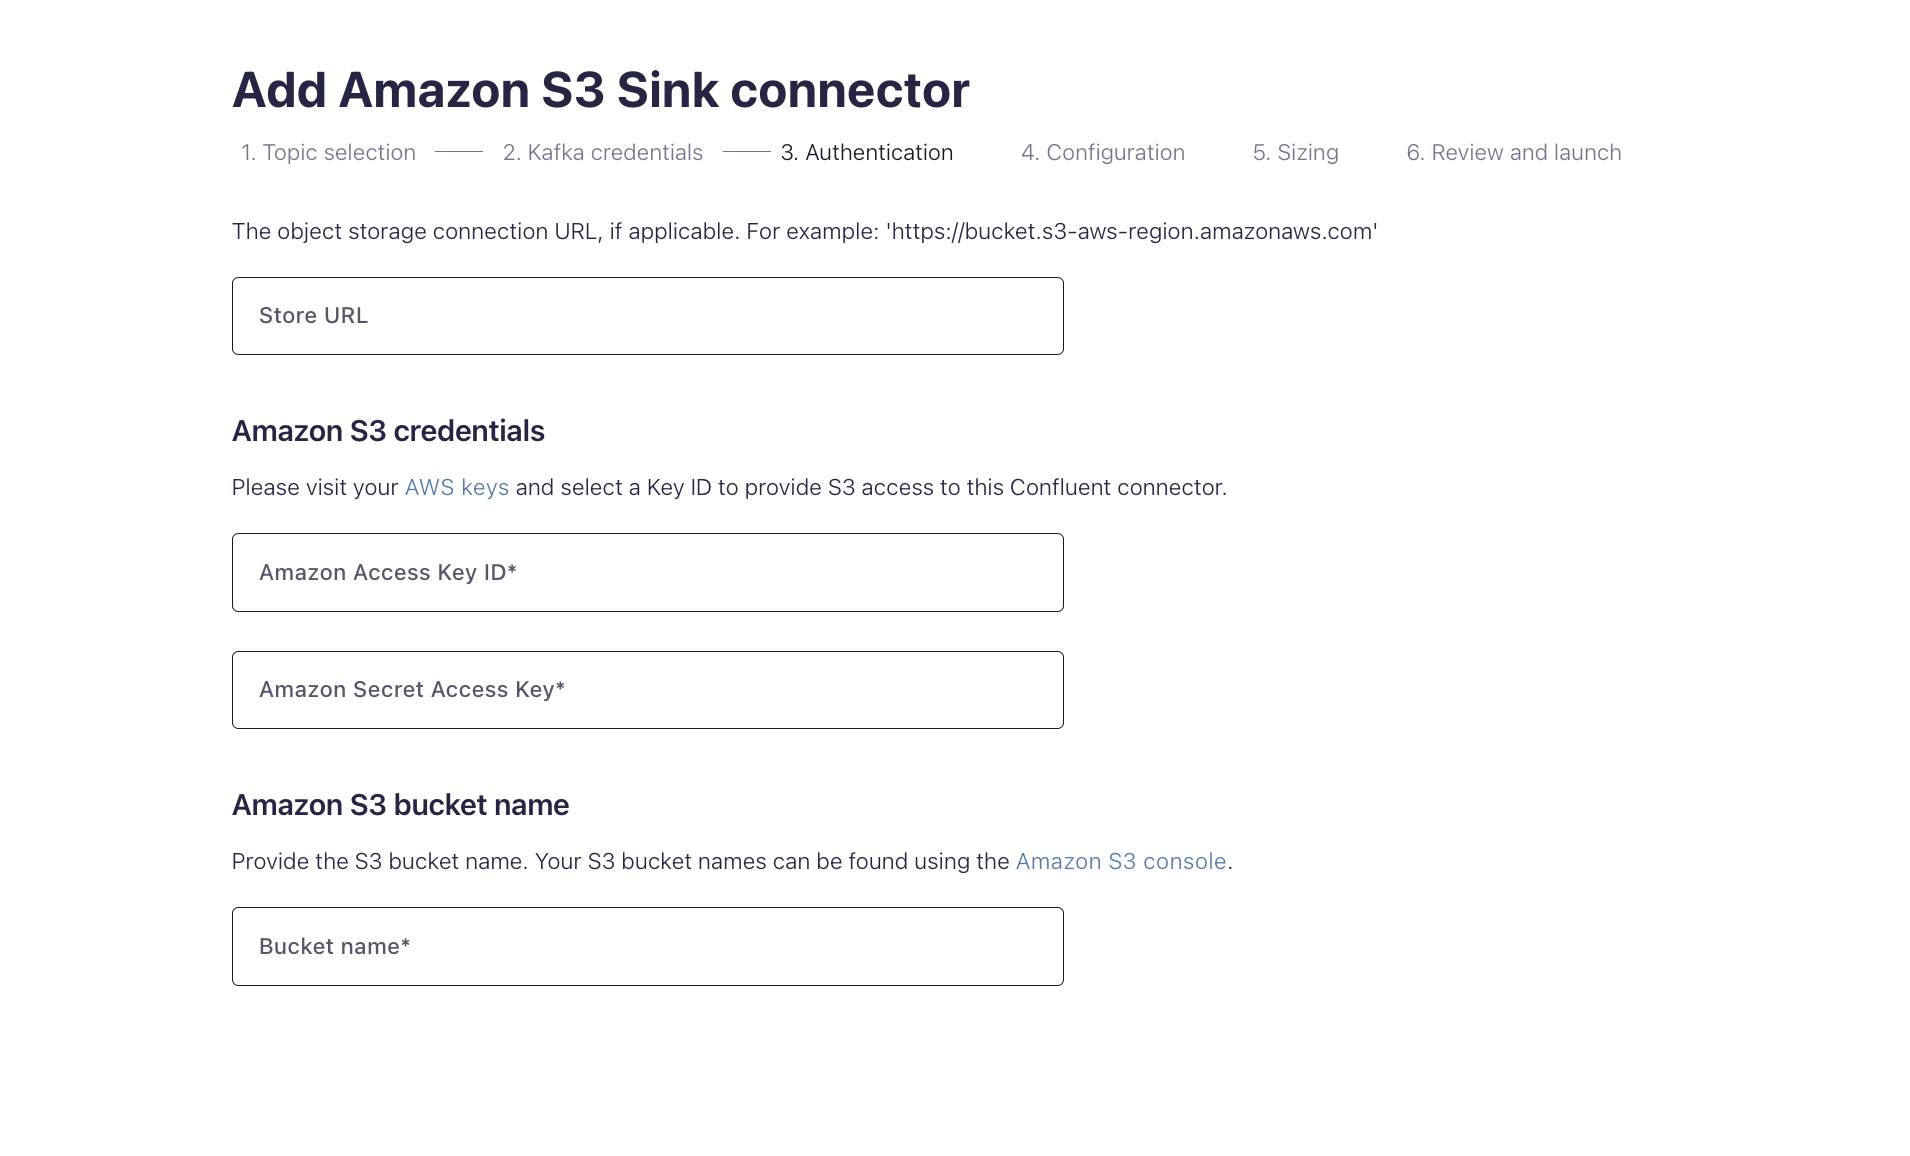 Add Amazon S3 Sink connector
1. Topic selection 2. Kafka credentials 3. Authentication 4. Configuration 5. Sizing 6. Review and launch
The object storage connection URL, if applicable. For example: 'https://bucket.s3-aws-region.amazonaws.com'
Store URL
Amazon S3 credentials
Please visit your AWS keys and select a Key ID to provide S3 access to this Confluent connector.
Amazon Access Key ID*
Amazon Secret Access Key*
Amazon S3 bucket name
Provide the S3 bucket name. Your S3 bucket names can be found using the Amazon S3 console.
Bucket name*